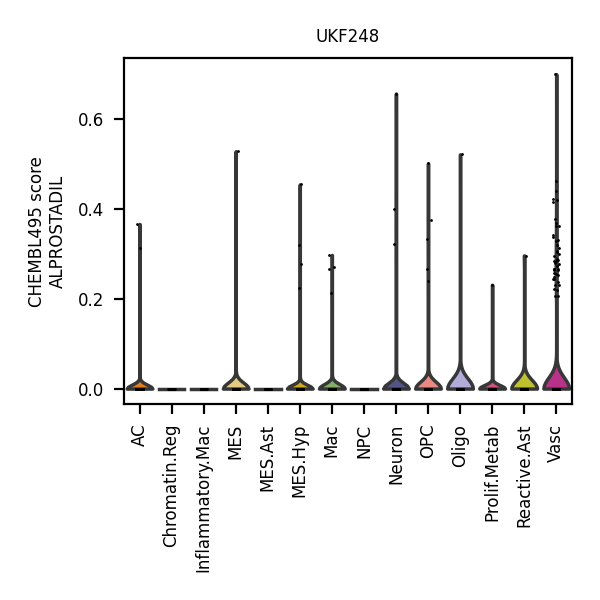 UKF248
CHEMBL495 score
ALPROSTADIL
0.6
0.4
0.2
0.0
AC
Chromatin.Reg
Inflammatory.Mac
MES
MES.Ast
MES.Hyp
Mac
NPC
Neuron
OPC
Oligo
Prolif.Metab
Reactive.Ast
Vasc